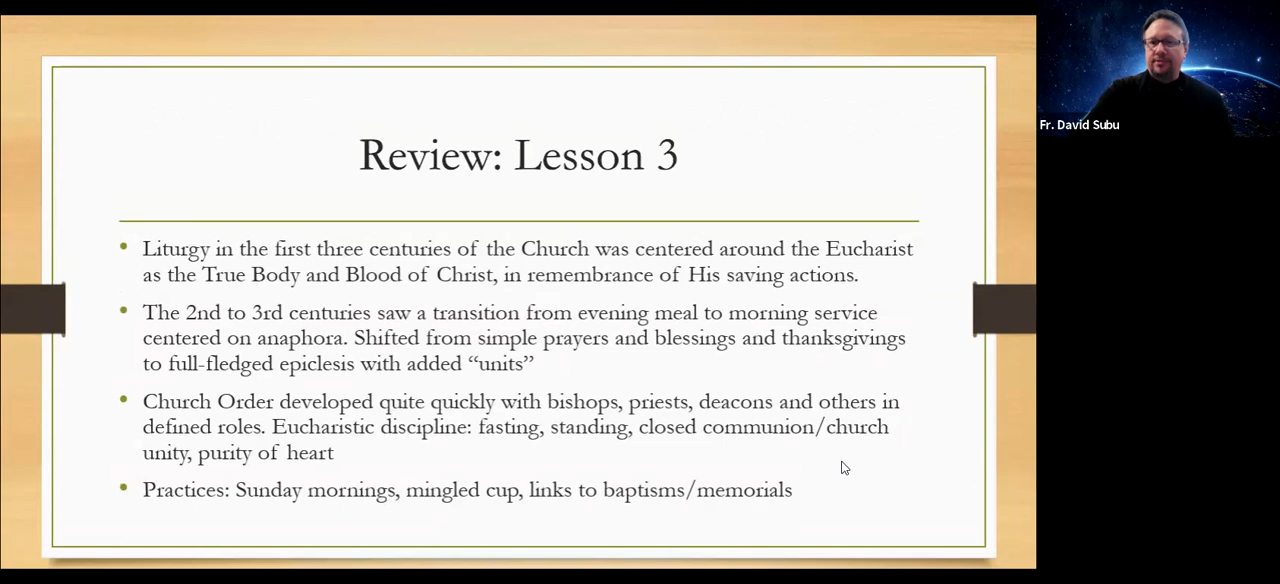 Review: Lesson 3
Liturgy in the first three centuries of the Church was centered around the Eucharist
as the True Body and Blood of Christ, in remembrance of His saving actions.
The 2nd to 3rd centuries saw a transition from evening meal to morning service
centered on anaphora. Shifted from simple prayers and blessings and thanksgivings
to full-fledged epiclesis with added “units”
Church Order developed quite quickly with bishops, priests, deacons and others in
defined roles. Eucharistic discipline: fasting, standing, closed communion/church
unity, purity of heart
Practices: Sunday mornings, mingled cup, links to baptisms/memorials
Fr. David Subu